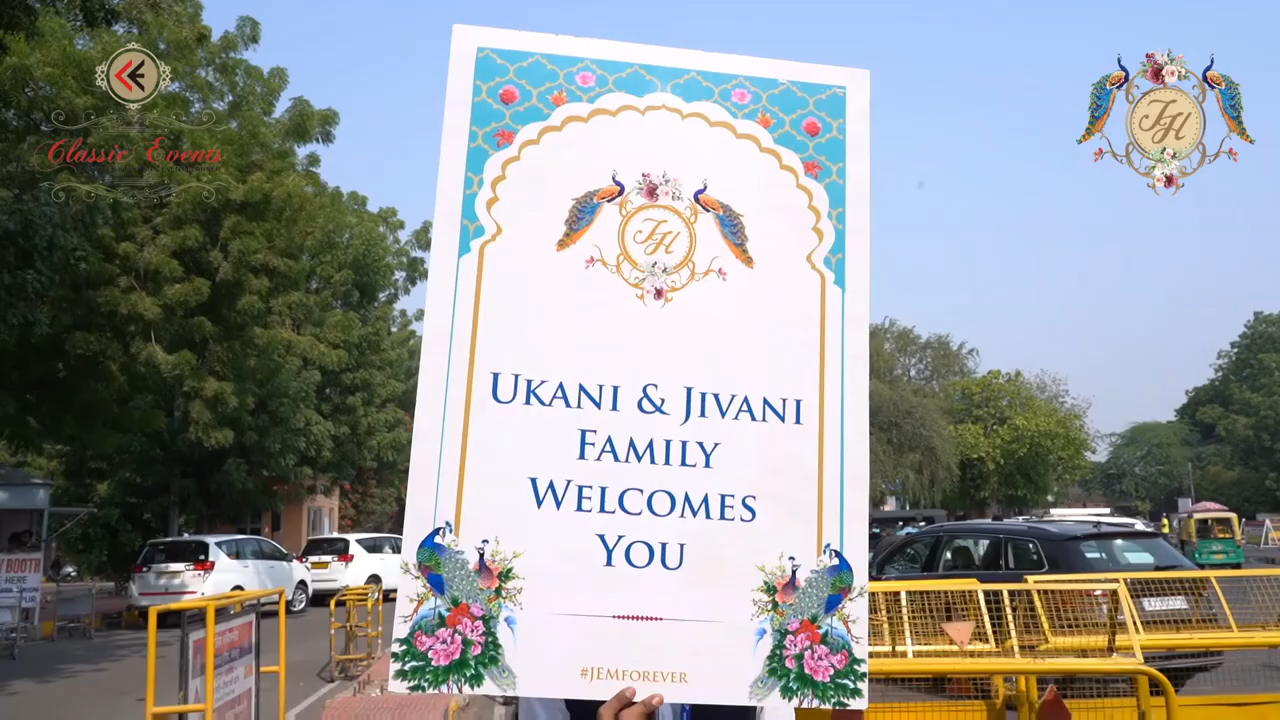 Classic Events
JH
JH
UKANI & JIVANI
FAMILY
WELCOMES
YOU
#JEMFOREVER
BOOTH
HERE